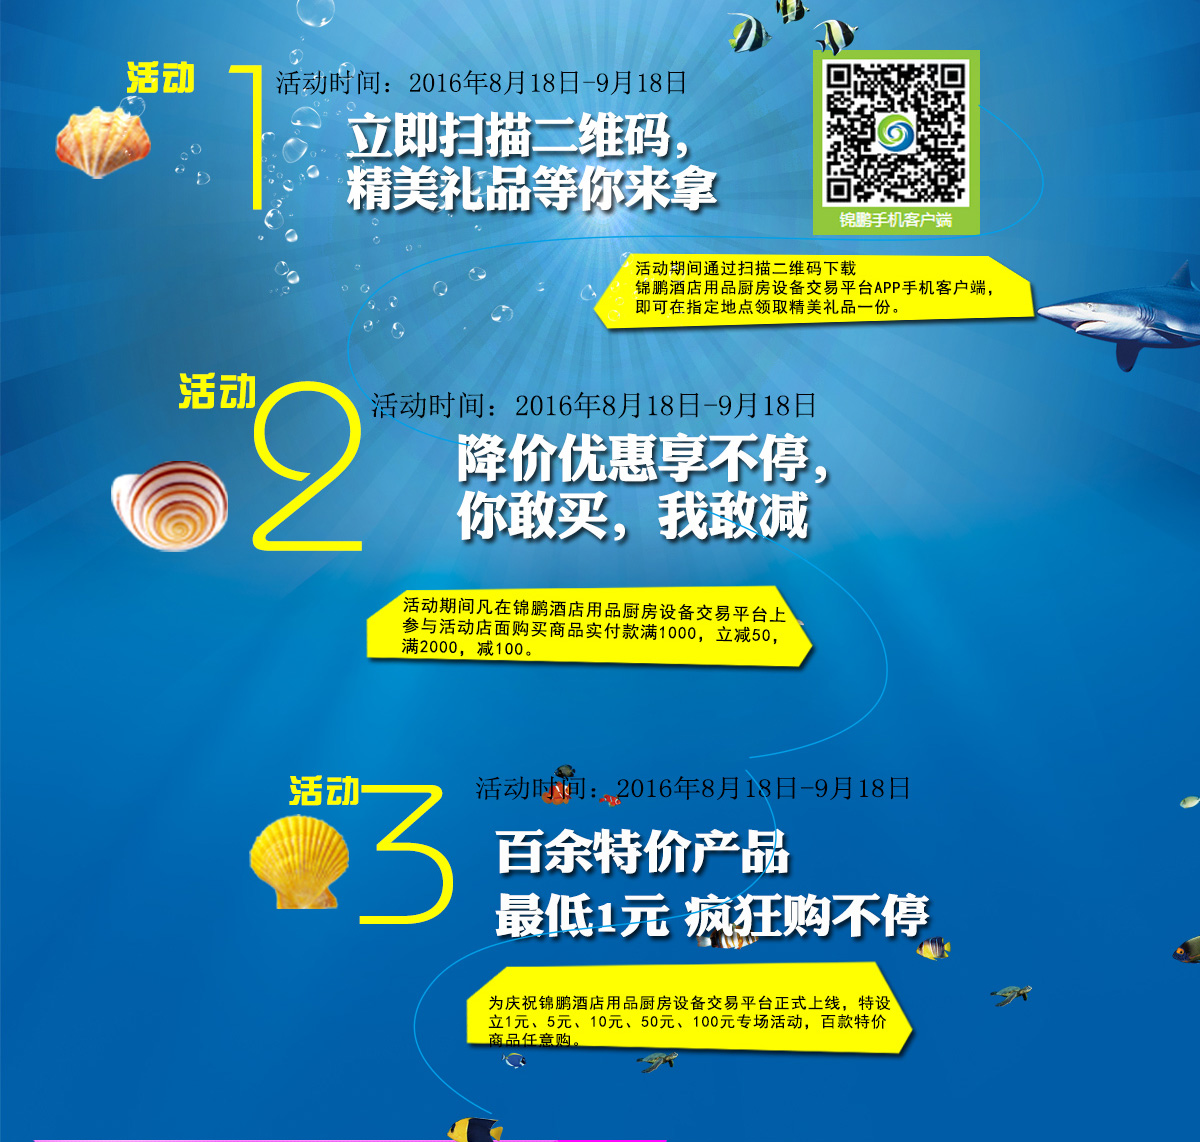 活动 1
活动时间：2016年8月18日-9月18日
立即扫描二维码，
精美礼品等你来拿
锦鹏手机客户端
活动期间通过扫描二维码下载
锦鹏酒店用品厨房设备交易平台APP手机客户端，
即可在指定地点领取精美礼品一份。
活动 2
活动时间：2016年8月18日-9月18日
降价优惠享不停，
你敢买，我敢减
活动期间凡在锦鹏酒店用品厨房设备交易平台上
参与活动店面购买商品实付款满1000，立减50，
满2000，减100。
活动 3
活动时间：2016年8月18日-9月18日
百余特价产品
最低1元 疯狂购不停
为庆祝锦鹏酒店用品厨房设备交易平台正式上线，特设
立1元、5元、10元、50元、100元专场活动，百款特价
商品任意购。